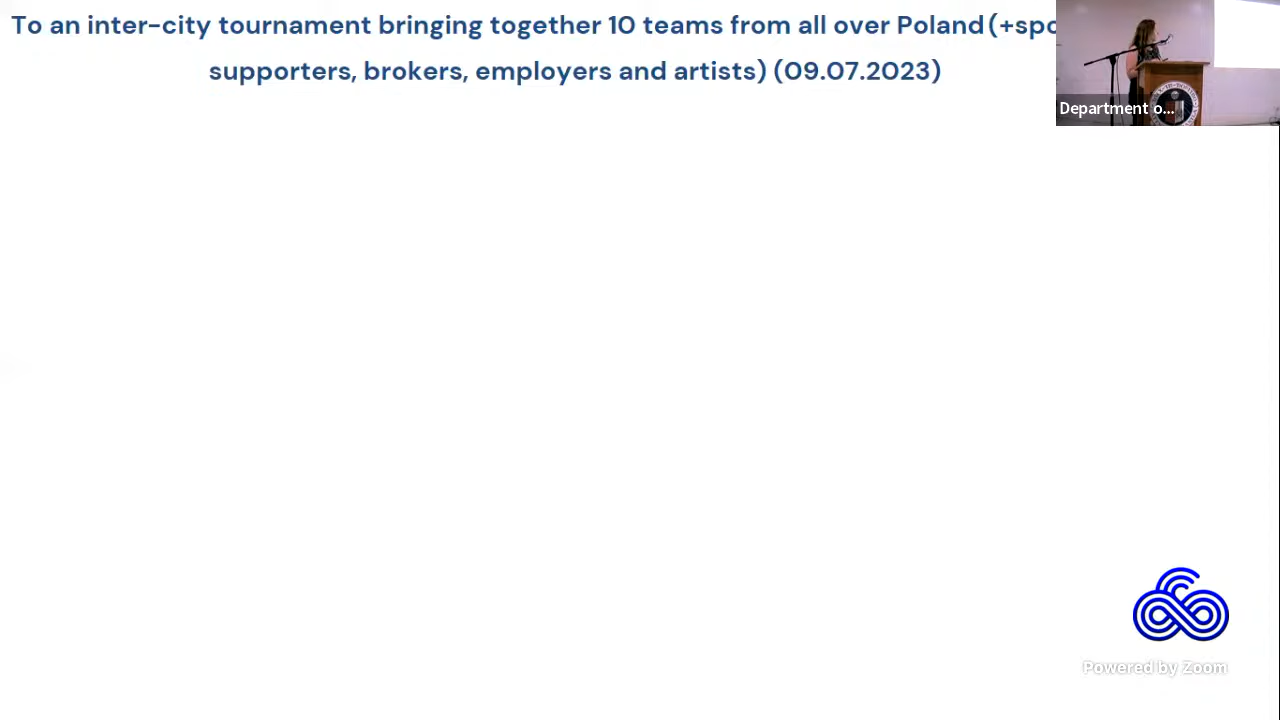 To an inter-city tournament bringing together 10 teams from all over Poland (+spo
supporters, brokers, employers and artists) (09.07.2023)
Department o...
Powered by Zoom